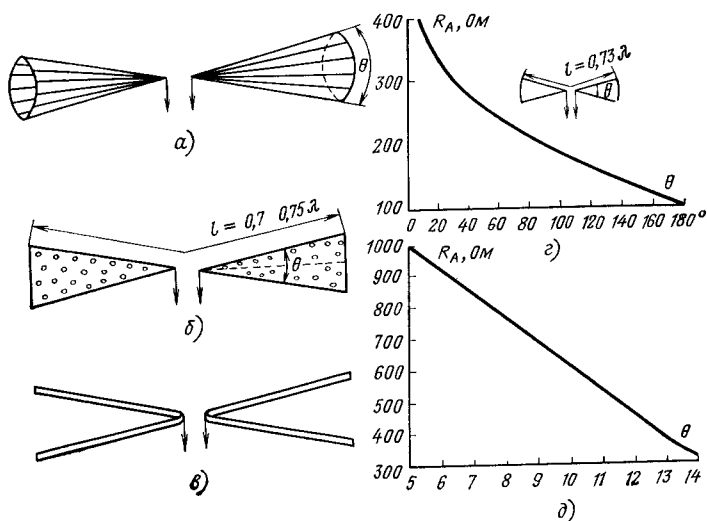 θ
а)
l = 0,7 0,75 λ
θ
б)
в)
400
300
200
100
R_A, Ом
l = 0,73 λ
θ
θ
0 20 40 60 80 100 120 140 160 180°
г)
1000
900
800
700
600
500
400
300
R_A, Ом
θ
5 6 7 8 9 10 11 12 13 14
д)